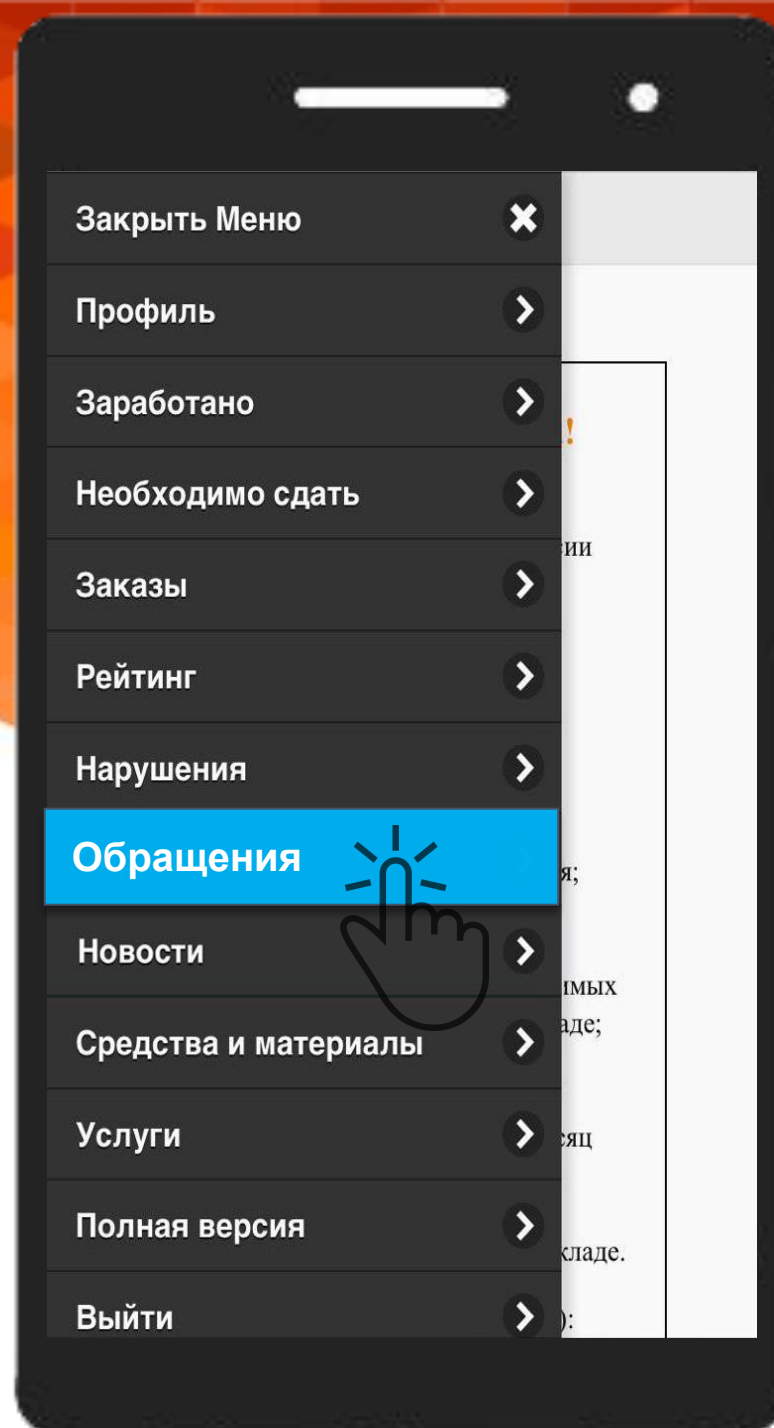 Закрыть Меню
Профиль
Заработано
!
Необходимо сдать
Заказы
Рейтинг
Нарушения
Обращения
я;
Новости
Средства и материалы
Услуги
Полная версия
Выйти
):